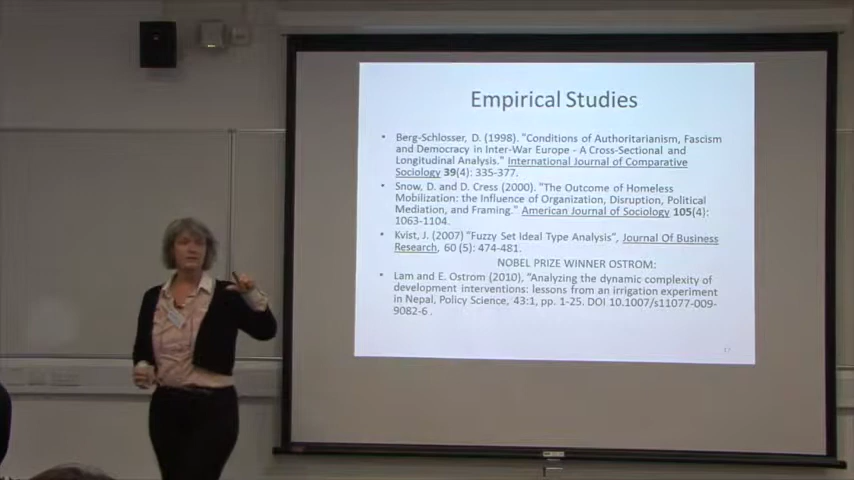 Empirical Studies
• Berg-Schlosser, D. (1998). "Conditions of Authoritarianism, Fascism
and Democracy in Inter-War Europe - A Cross-Sectional and
Longitudinal Analysis." International Journal of Comparative
Sociology 39(4): 335-377.
• Snow, D. and D. Cress (2000). "The Outcome of Homeless
Mobilization: the Influence of Organization, Disruption, Political
Mediation, and Framing." American Journal of Sociology 105(4):
1063-1104.
• Kvist, J. (2007) "Fuzzy Set Ideal Type Analysis", Journal Of Business
Research, 60 (5): 474-481.
NOBEL PRIZE WINNER OSTROM:
• Lam and E. Ostrom (2010), "Analyzing the dynamic complexity of
development interventions: lessons from an irrigation experiment
in Nepal, Policy Science, 43:1, pp. 1-25. DOI 10.1007/s11077-009-
9082-6 .